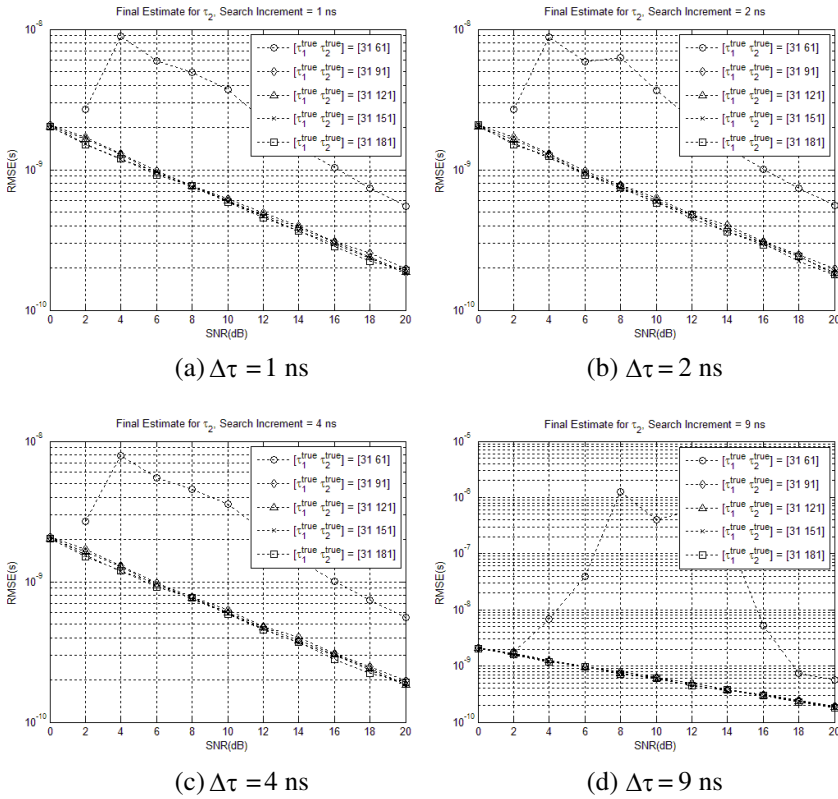 Final Estimate for τ2, Search Increment = 1 ns
RMSE(s)
10^-8
10^-9
10^-10
[τ1^true τ2^true] = [31 61]
[τ1^true τ2^true] = [31 91]
[τ1^true τ2^true] = [31 121]
[τ1^true τ2^true] = [31 151]
[τ1^true τ2^true] = [31 181]
0 2 4 6 8 10 12 14 16 18 20
SNR(dB)
(a) Δτ = 1 ns
Final Estimate for τ2, Search Increment = 2 ns
RMSE(s)
10^-8
10^-9
10^-10
[τ1^true τ2^true] = [31 61]
[τ1^true τ2^true] = [31 91]
[τ1^true τ2^true] = [31 121]
[τ1^true τ2^true] = [31 151]
[τ1^true τ2^true] = [31 181]
0 2 4 6 8 10 12 14 16 18 20
SNR(dB)
(b) Δτ = 2 ns
Final Estimate for τ2, Search Increment = 4 ns
RMSE(s)
10^-8
10^-9
10^-10
[τ1^true τ2^true] = [31 61]
[τ1^true τ2^true] = [31 91]
[τ1^true τ2^true] = [31 121]
[τ1^true τ2^true] = [31 151]
[τ1^true τ2^true] = [31 181]
0 2 4 6 8 10 12 14 16 18 20
SNR(dB)
(c) Δτ = 4 ns
Final Estimate for τ2, Search Increment = 9 ns
RMSE(s)
10^-5
10^-6
10^-7
10^-8
10^-9
10^-10
[τ1^true τ2^true] = [31 61]
[τ1^true τ2^true] = [31 91]
[τ1^true τ2^true] = [31 121]
[τ1^true τ2^true] = [31 151]
[τ1^true τ2^true] = [31 181]
0 2 4 6 8 10 12 14 16 18 20
SNR(dB)
(d) Δτ = 9 ns